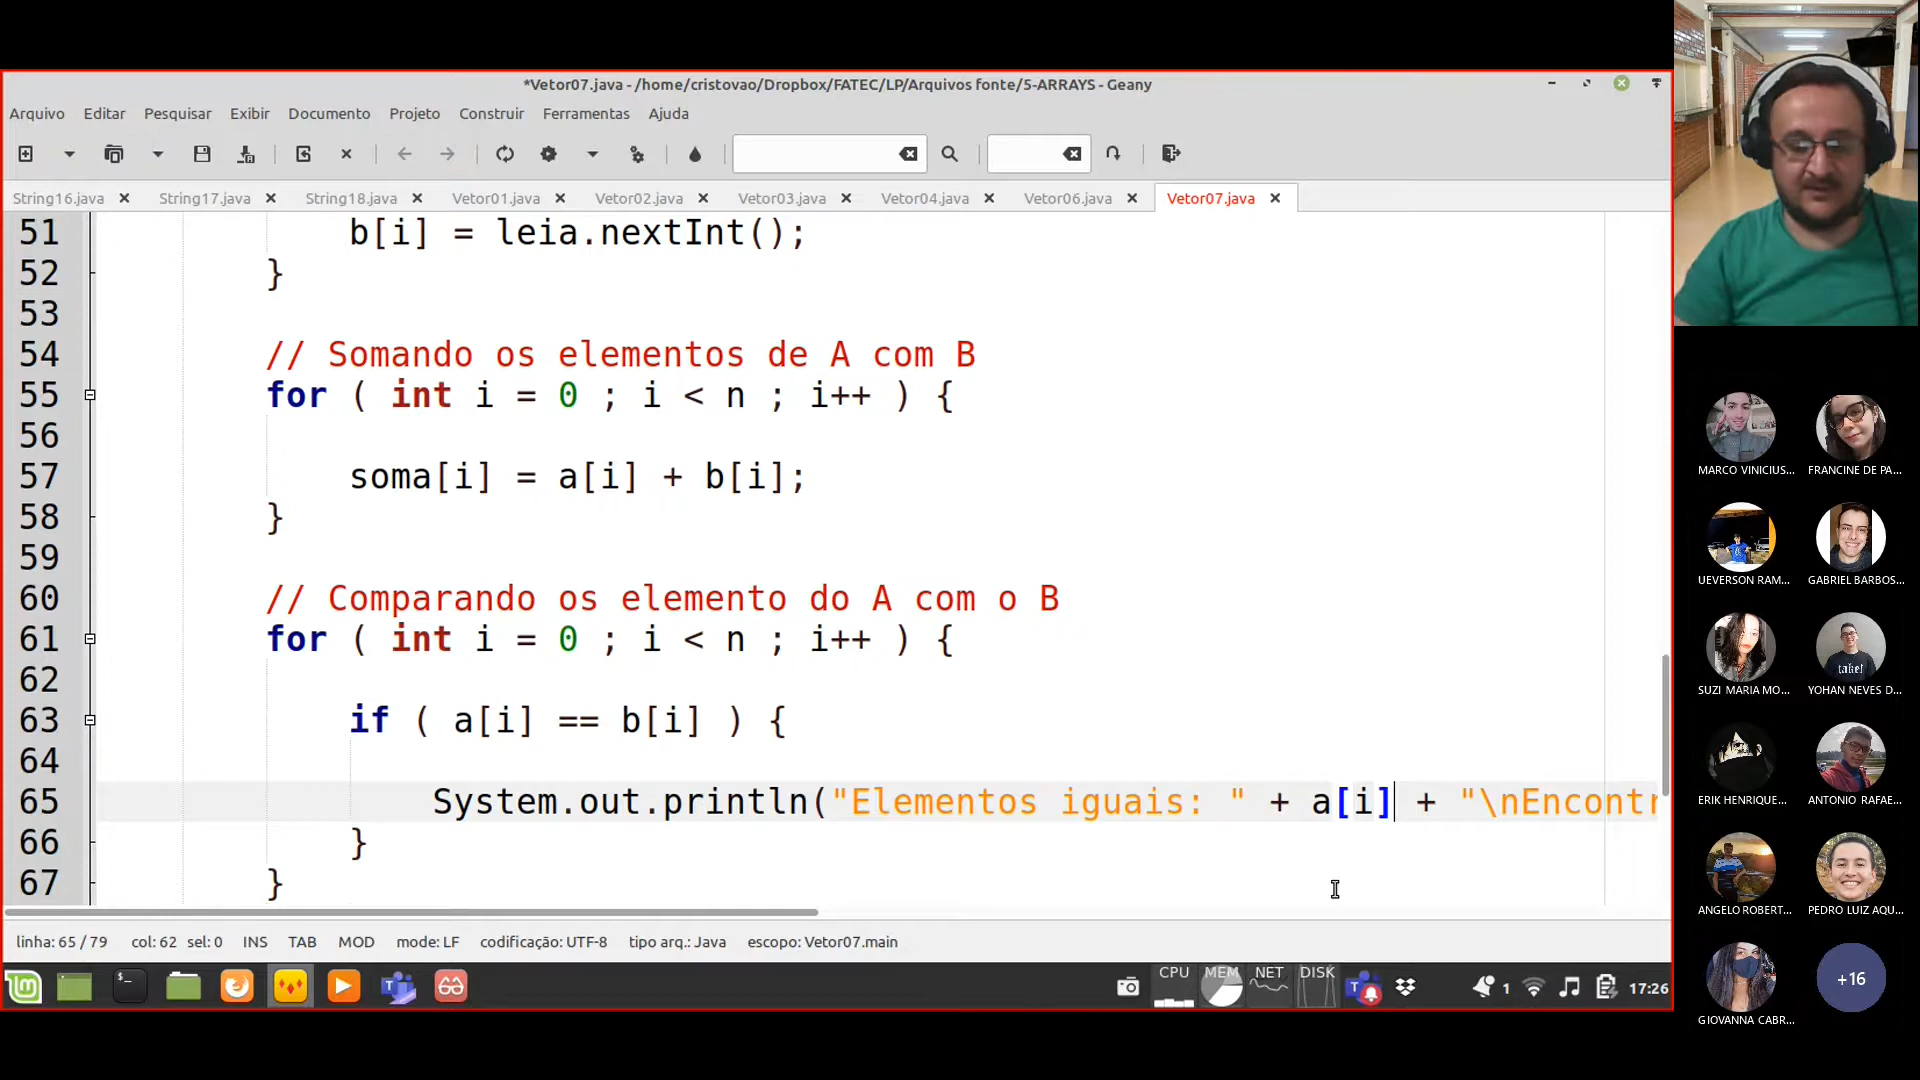 *Vetor07.java - /home/cristovao/Dropbox/FATEC/LP/Arquivos fonte/5-ARRAYS - Geany
Arquivo Editar Pesquisar Exibir Documento Projeto Construir Ferramentas Ajuda
String16.java String17.java String18.java Vetor01.java Vetor02.java Vetor03.java Vetor04.java Vetor06.java Vetor07.java
51 b[i] = leia.nextInt();
52 }
53
54 // Somando os elementos de A com B
55 for ( int i = 0 ; i < n ; i++ ) {
56
57 soma[i] = a[i] + b[i];
58 }
59
60 // Comparando os elemento do A com o B
61 for ( int i = 0 ; i < n ; i++ ) {
62
63 if ( a[i] == b[i] ) {
64
65 System.out.println("Elementos iguais: " + a[i] + "\nEncontr
66 }
67 }
linha: 65 / 79 col: 62 sel: 0 INS TAB MOD mode: LF codificação: UTF-8 tipo arq.: Java escopo: Vetor07.main
CPU MEM NET DISK 1 17:26
MARCO VINICIUS... FRANCINE DE PA...
UEVERSON RAM... GABRIEL BARBOS...
SUZI MARIA MO... YOHAN NEVES D...
ERIK HENRIQUE... ANTONIO RAFAE...
ANGELO ROBERT... PEDRO LUIZ AQU...
GIOVANNA CABR... +16